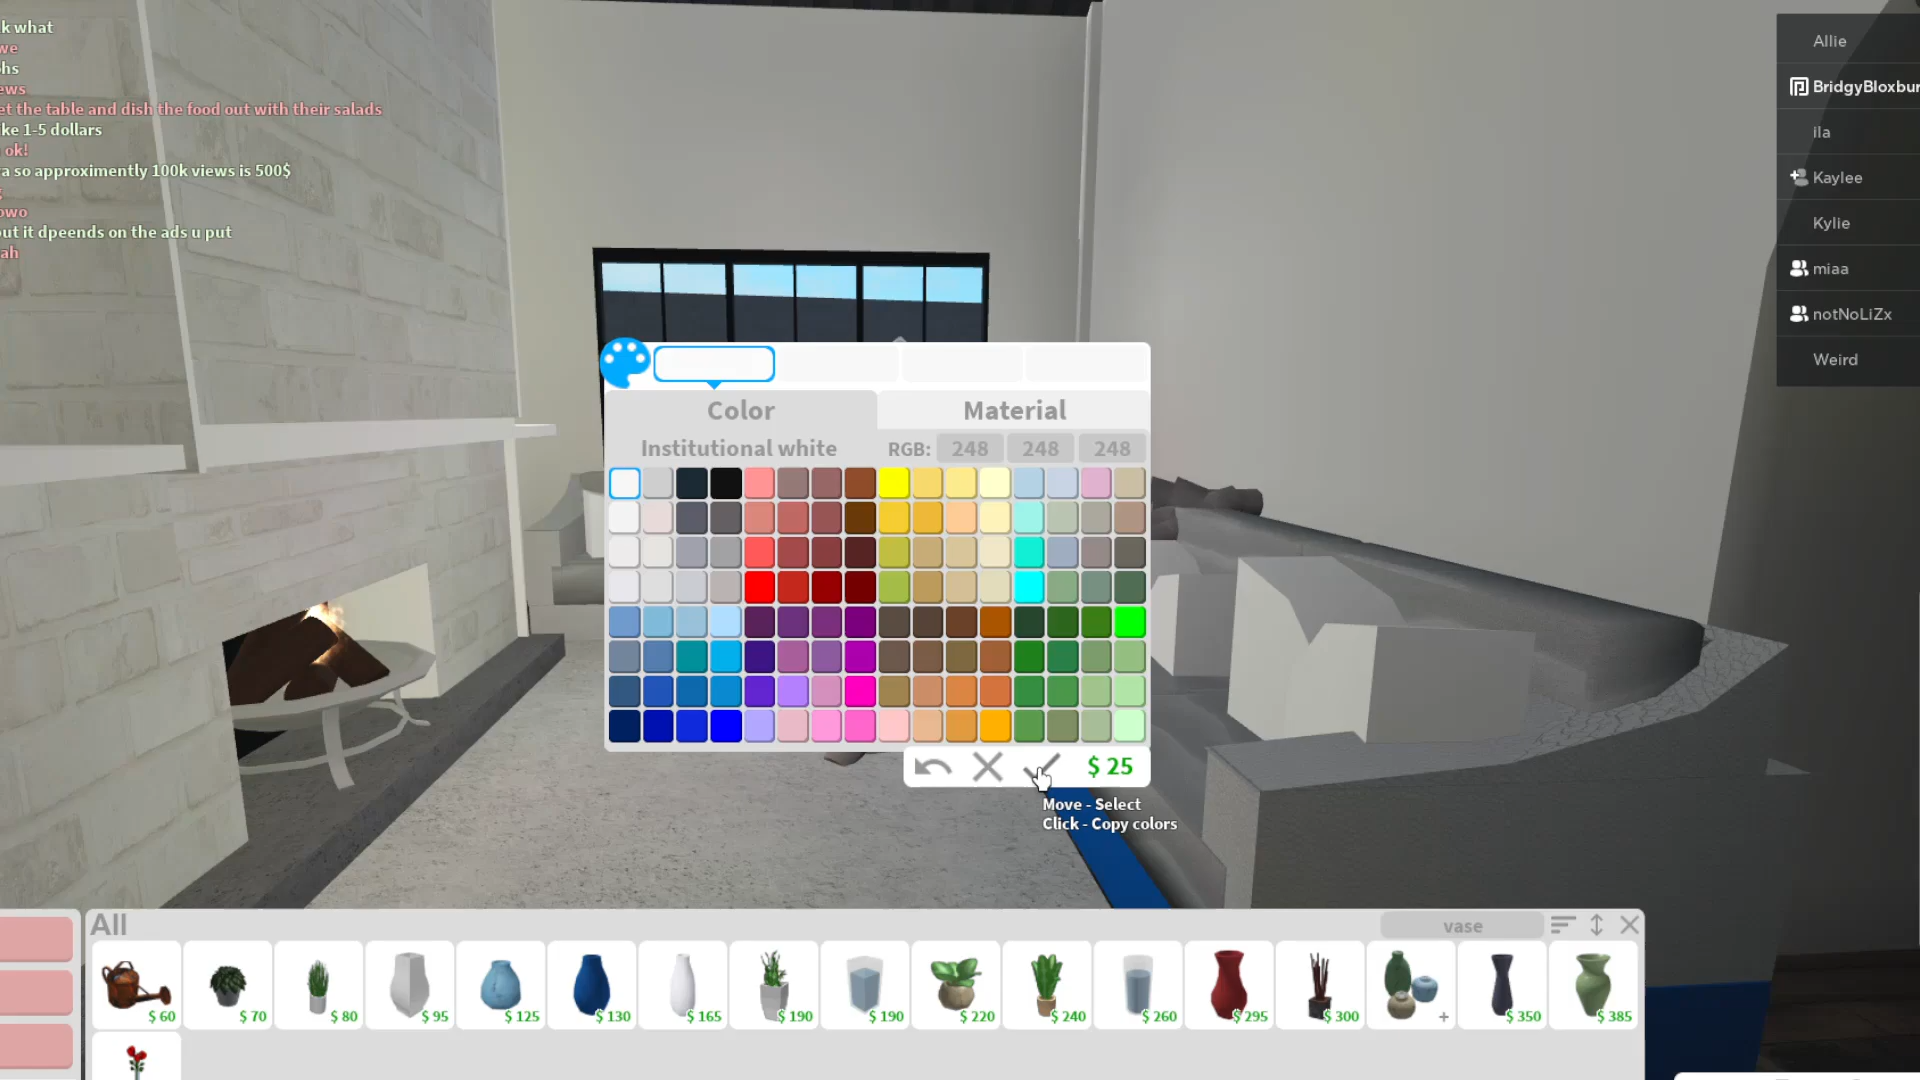 k what
we
ohs
ews
et the table and dish the food out with their salads
ke 1-5 dollars
ok!
a so approximently 100k views is 500$
owo
out it dpeends on the ads u put
ah
Allie
BridgyBloxbur
ila
Kaylee
Kylie
miaa
notNoLiZx
Weird
Color
Material
Institutional white
RGB: 248 248 248
$ 25
Move - Select
Click - Copy colors
All
vase
$ 60
$ 70
$ 80
$ 95
$ 125
$ 130
$ 165
$ 190
$ 190
$ 220
$ 240
$ 260
$ 295
$ 300
+
$ 350
$ 385